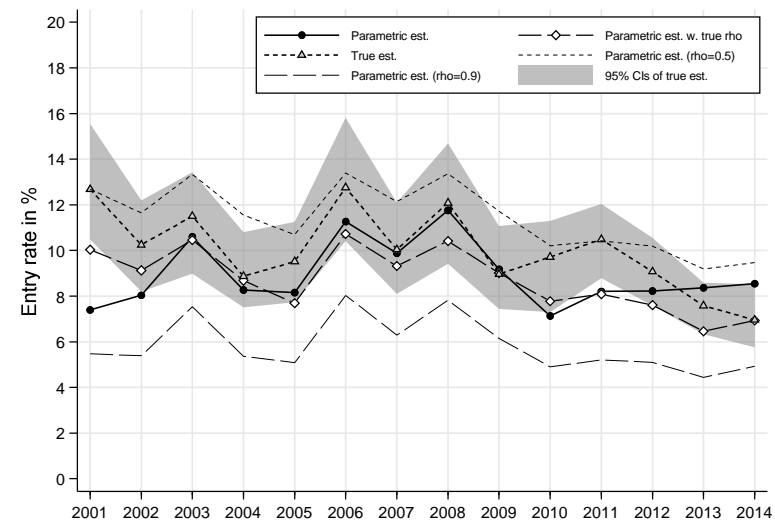 Parametric est.
Parametric est. w. true rho
True est.
Parametric est. (rho=0.5)
Parametric est. (rho=0.9)
95% CIs of true est.
Entry rate in %
20
18
16
14
12
10
8
6
4
2
0
2001 2002 2003 2004 2005 2006 2007 2008 2009 2010 2011 2012 2013 2014